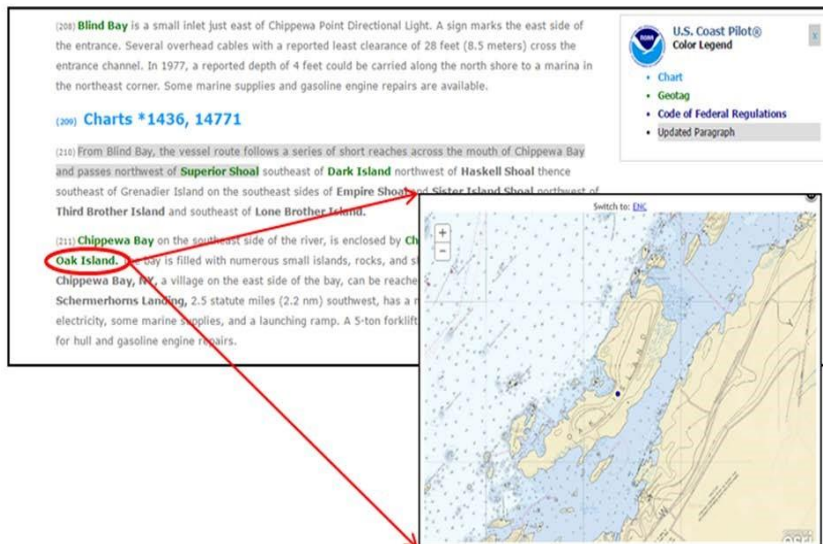 (208) Blind Bay is a small inlet just east of Chippewa Point Directional Light. A sign marks the east side of
the entrance. Several overhead cables with a reported least clearance of 28 feet (8.5 meters) cross the
entrance channel. In 1977, a reported depth of 4 feet could be carried along the north shore to a marina in
the northeast corner. Some marine supplies and gasoline engine repairs are available.
(209) Charts *1436, 14771
(210) From Blind Bay, the vessel route follows a series of short reaches across the mouth of Chippewa Bay
and passes northwest of Superior Shoal southeast of Dark Island northwest of Haskell Shoal thence
southeast of Grenadier Island on the southeast sides of Empire Shoal and Sister Island Shoal northwest of
Third Brother Island and southeast of Lone Brother Island.
(211) Chippewa Bay on the southeast side of the river, is enclosed by Ch
Oak Island. bay is filled with numerous small islands, rocks, and s
Chippewa Bay, NY, a village on the east side of the bay, can be reache
Schermerhorns Landing, 2.5 statute miles (2.2 nm) southwest, has a r
electricity, some marine supplies, and a launching ramp. A 5-ton forklift
for hull and gasoline engine repairs.
NOAA
U.S. Coast Pilot®
Color Legend
x
• Chart
• Geotag
• Code of Federal Regulations
• Updated Paragraph
Switch to: ENC
+
−
OAK ISLAND
esri